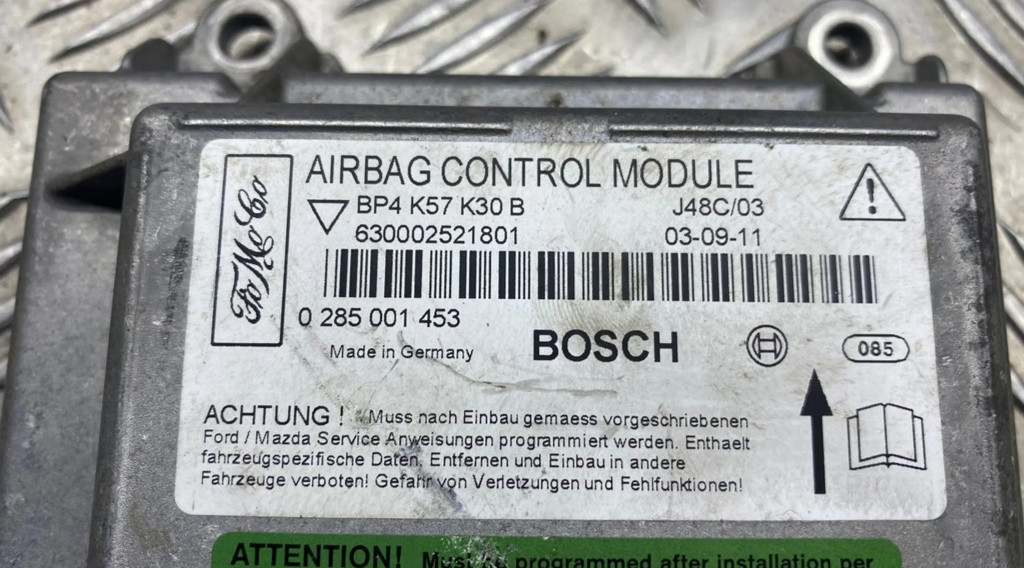 FoMoCo
AIRBAG CONTROL MODULE
BP4 K57 K30 B J48C/03
630002521801 03-09-11
0 285 001 453
Made in Germany BOSCH 085
ACHTUNG ! Muss nach Einbau gemaess vorgeschriebenen
Ford / Mazda Service Anweisungen programmiert werden. Enthaelt
fahrzeugspezifische Daten. Entfernen und Einbau in andere
Fahrzeuge verboten! Gefahr von Verletzungen und Fehlfunktionen!
ATTENTION! Must be programmed after installation per